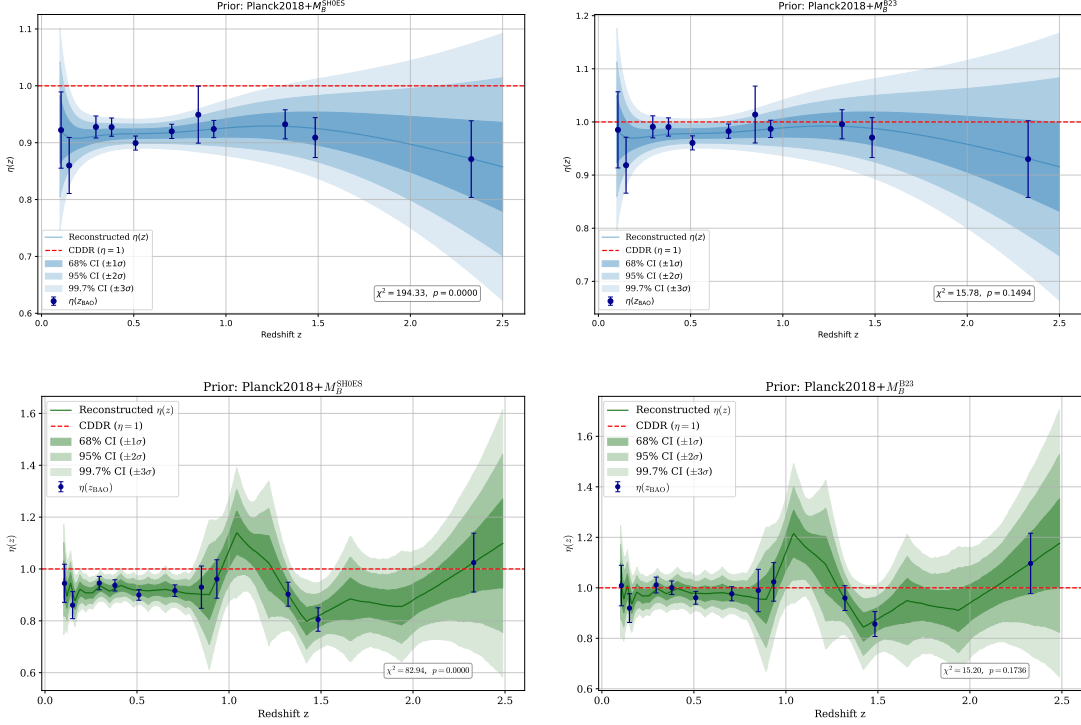 Prior: Planck2018+$M_B^{\mathrm{SH0ES}}$
1.1
1.0
0.9
0.8
0.7
0.6
η(z)
Reconstructed η(z)
CDDR (η = 1)
68% CI (±1σ)
95% CI (±2σ)
99.7% CI (±3σ)
η(z_BAO)
χ² = 194.33, p = 0.0000
0.0
0.5
1.0
1.5
2.0
2.5
Redshift z
Prior: Planck2018+$M_B^{\mathrm{B23}}$
1.2
1.1
1.0
0.9
0.8
0.7
η(z)
Reconstructed η(z)
CDDR (η = 1)
68% CI (±1σ)
95% CI (±2σ)
99.7% CI (±3σ)
η(z_BAO)
χ² = 15.78, p = 0.1494
0.0
0.5
1.0
1.5
2.0
2.5
Redshift z
Prior: Planck2018+$M_B^{\mathrm{SH0ES}}$
1.6
1.4
1.2
1.0
0.8
0.6
η(z)
Reconstructed η(z)
CDDR (η = 1)
68% CI (±1σ)
95% CI (±2σ)
99.7% CI (±3σ)
η(z_BAO)
χ² = 82.94, p = 0.0000
0.0
0.5
1.0
1.5
2.0
2.5
Redshift z
Prior: Planck2018+$M_B^{\mathrm{B23}}$
1.6
1.4
1.2
1.0
0.8
0.6
η(z)
Reconstructed η(z)
CDDR (η = 1)
68% CI (±1σ)
95% CI (±2σ)
99.7% CI (±3σ)
η(z_BAO)
χ² = 15.20, p = 0.1736
0.0
0.5
1.0
1.5
2.0
2.5
Redshift z